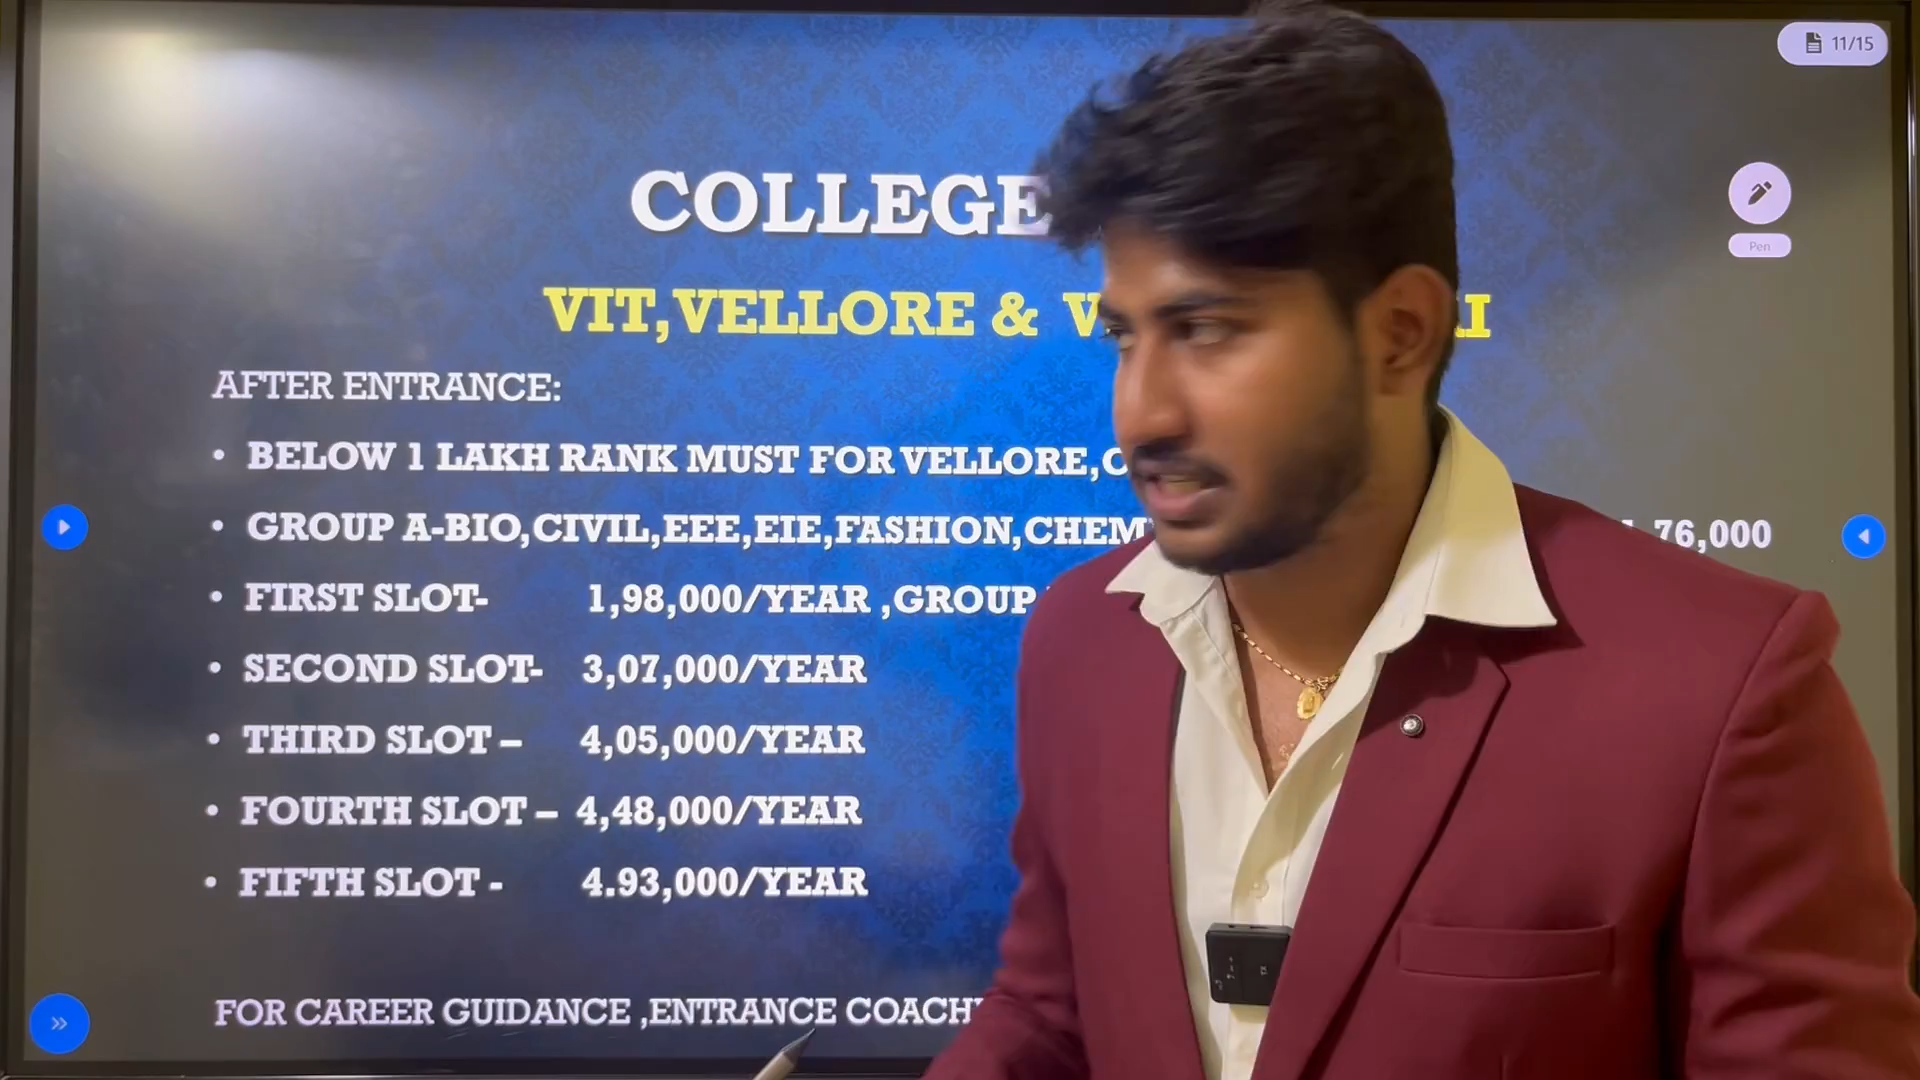 11/15
Pen
COLLEGE
VIT,VELLORE &
AFTER ENTRANCE:
• BELOW 1 LAKH RANK MUST FOR VELLORE,
• GROUP A-BIO,CIVIL,EEE,EIE,FASHION,CHEM 76,000
• FIRST SLOT- 1,98,000/YEAR ,GROUP
• SECOND SLOT- 3,07,000/YEAR
• THIRD SLOT – 4,05,000/YEAR
• FOURTH SLOT – 4,48,000/YEAR
• FIFTH SLOT - 4.93,000/YEAR
FOR CAREER GUIDANCE ,ENTRANCE COACH